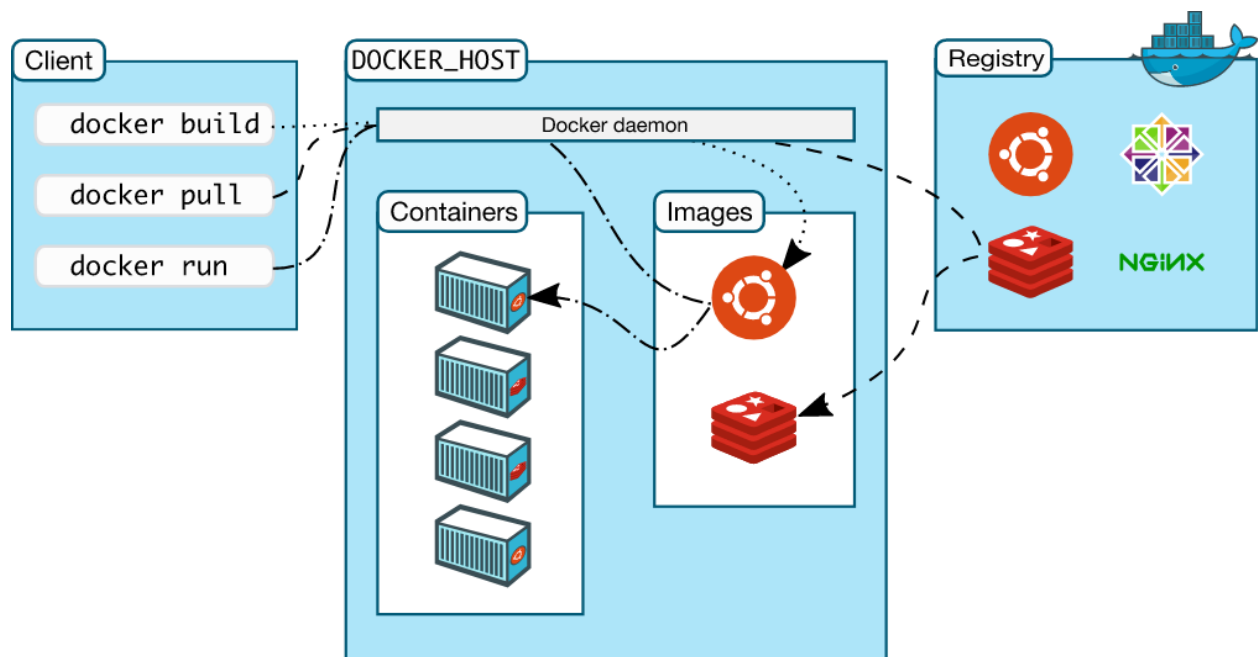 Client
DOCKER_HOST
Registry
docker build
Docker daemon
docker pull
Containers
Images
docker run
NGINX